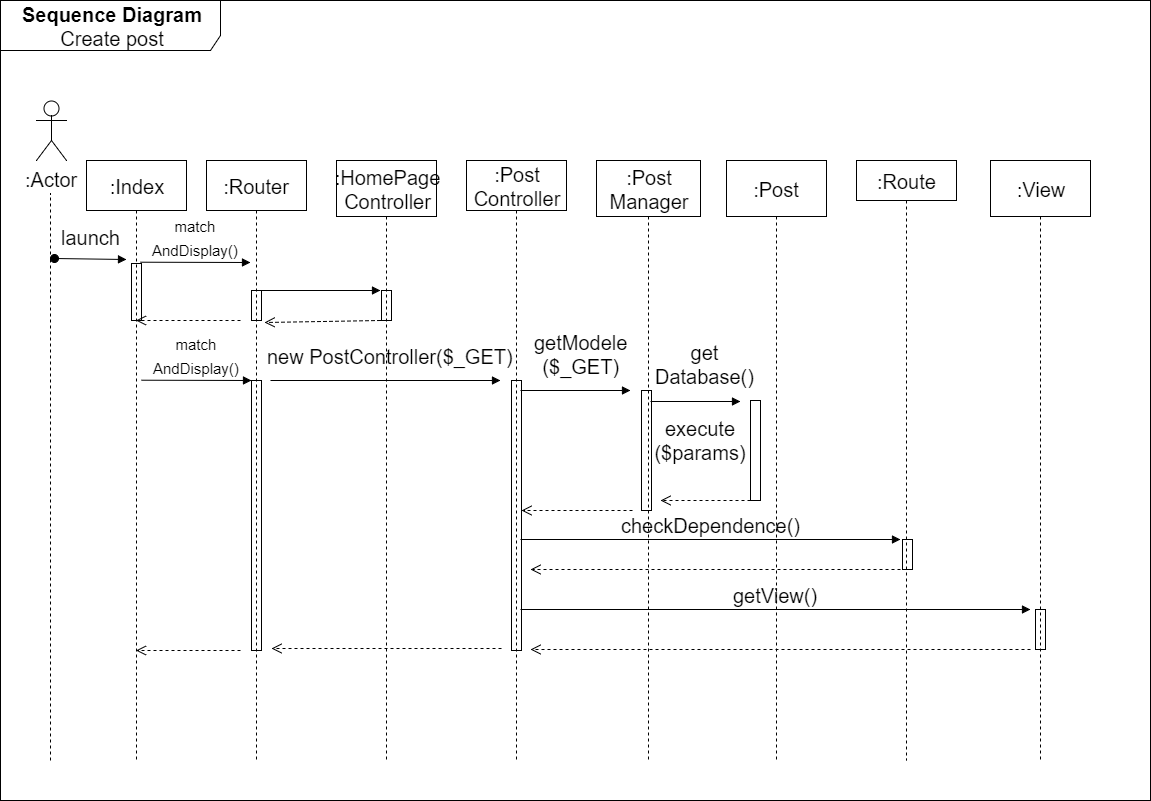 Sequence Diagram
Create post
:Actor
:Index
:Router
:HomePage
Controller
:Post
Controller
:Post
Manager
:Post
:Route
:View
launch
match
AndDisplay()
match
AndDisplay()
new PostController($_GET)
getModele
($_GET)
get
Database()
execute
($params)
checkDependence()
getView()